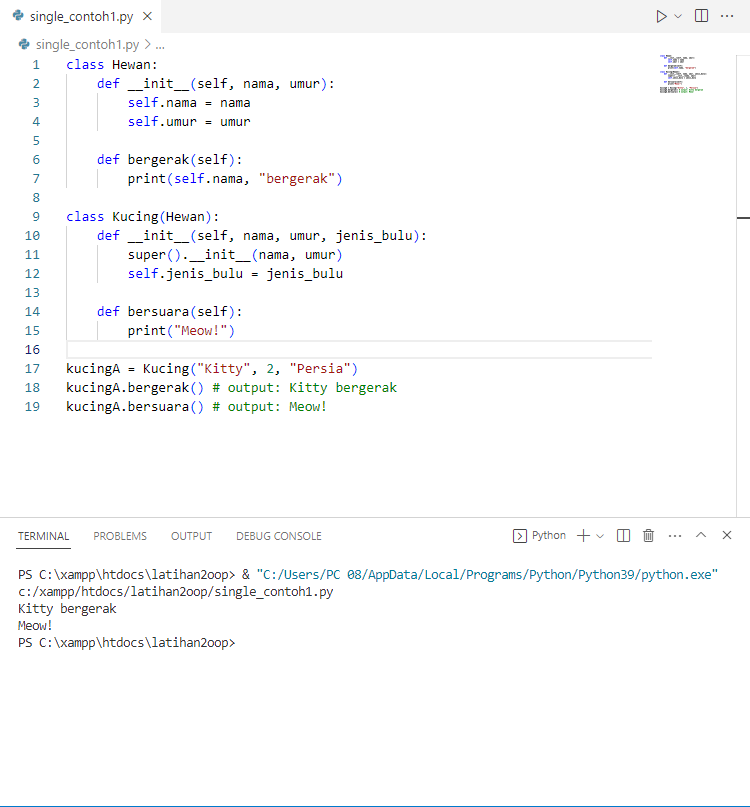 single_contoh1.py
single_contoh1.py > ...
1 class Hewan:
2     def __init__(self, nama, umur):
3         self.nama = nama
4         self.umur = umur
5
6     def bergerak(self):
7         print(self.nama, "bergerak")
8
9 class Kucing(Hewan):
10     def __init__(self, nama, umur, jenis_bulu):
11         super().__init__(nama, umur)
12         self.jenis_bulu = jenis_bulu
13
14     def bersuara(self):
15         print("Meow!")
16
17 kucingA = Kucing("Kitty", 2, "Persia")
18 kucingA.bergerak() # output: Kitty bergerak
19 kucingA.bersuara() # output: Meow!
TERMINAL PROBLEMS OUTPUT DEBUG CONSOLE Python
PS C:\xampp\htdocs\latihan2oop> & "C:/Users/PC 08/AppData/Local/Programs/Python/Python39/python.exe"
c:/xampp/htdocs/latihan2oop/single_contoh1.py
Kitty bergerak
Meow!
PS C:\xampp\htdocs\latihan2oop>